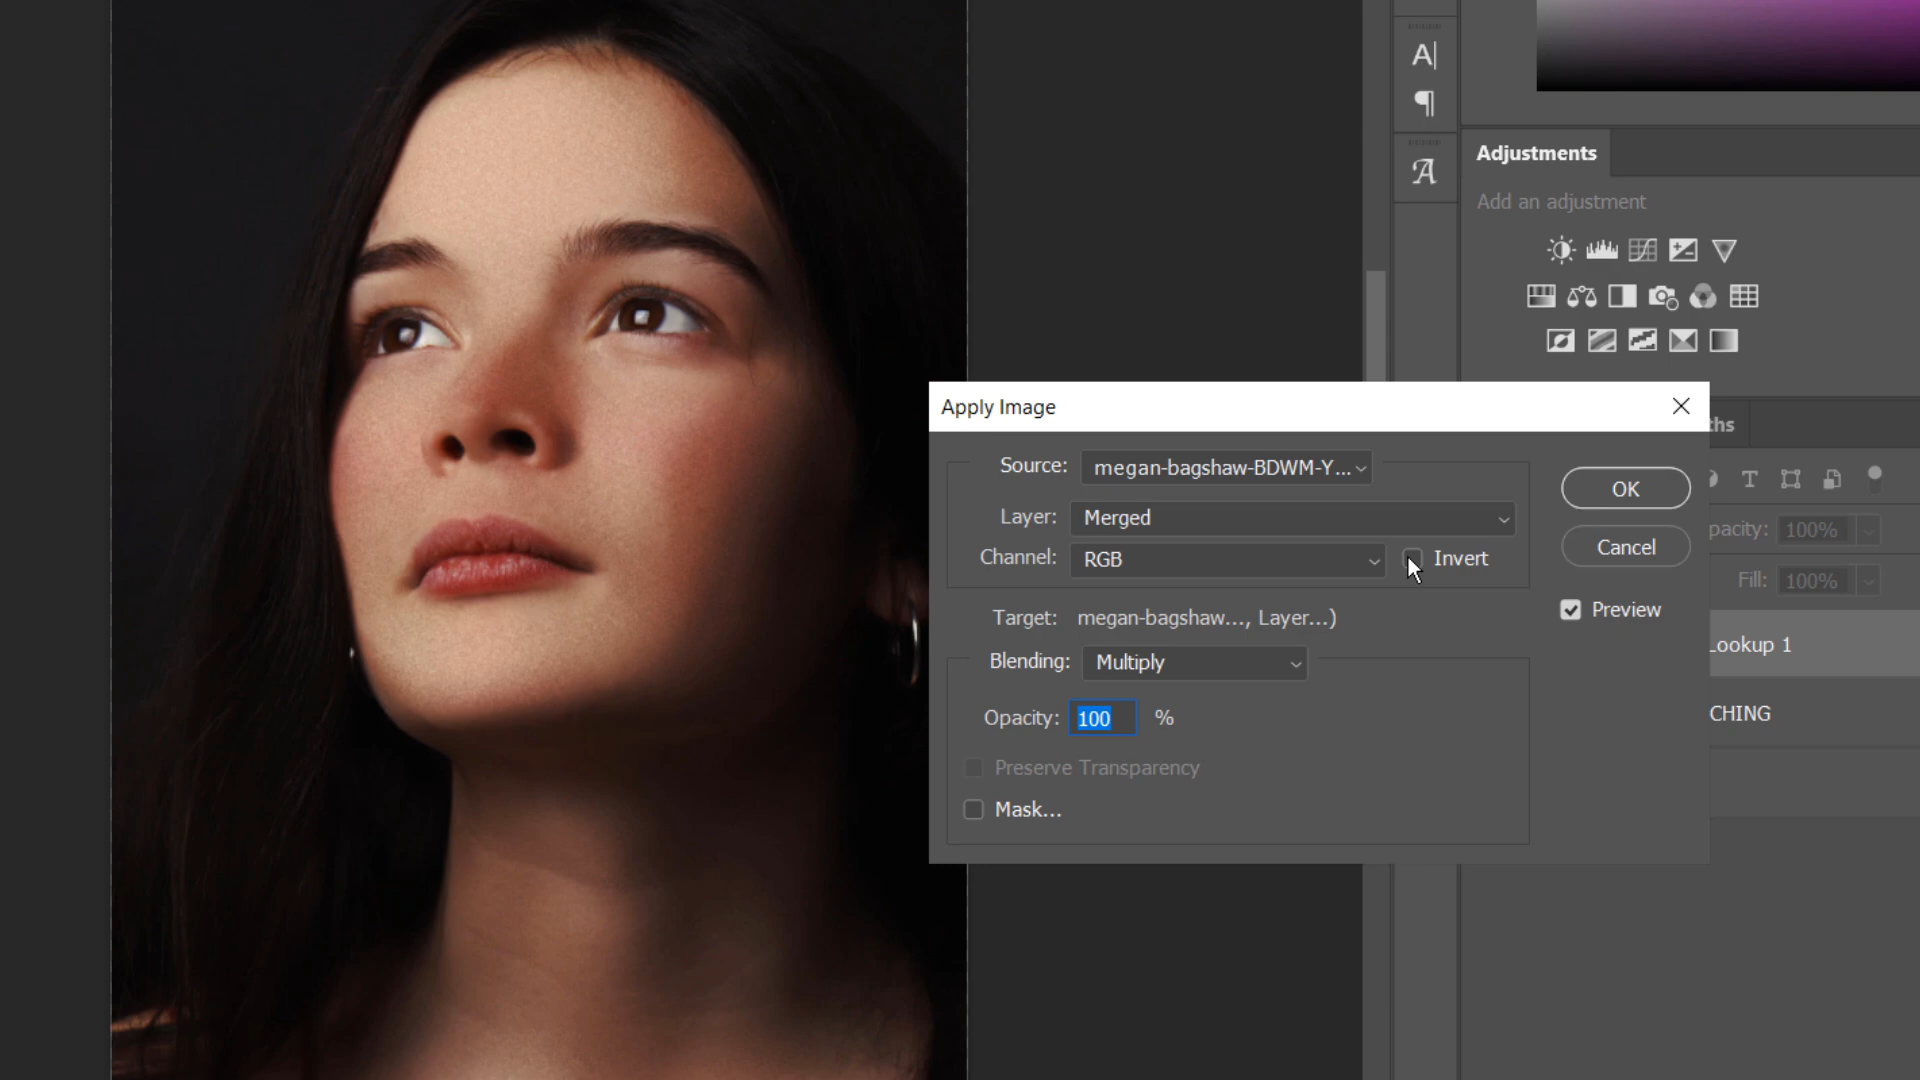 A|
¶
A
Adjustments
Add an adjustment
Apply Image
ths
Source: megan-bagshaw-BDWM-Y...
OK
T
Layer: Merged
pacity: 100%
Channel: RGB
Invert
Cancel
Fill: 100%
Target: megan-bagshaw..., Layer...)
Preview
Blending: Multiply
Lookup 1
Opacity: 100 %
CHING
Preserve Transparency
Mask...